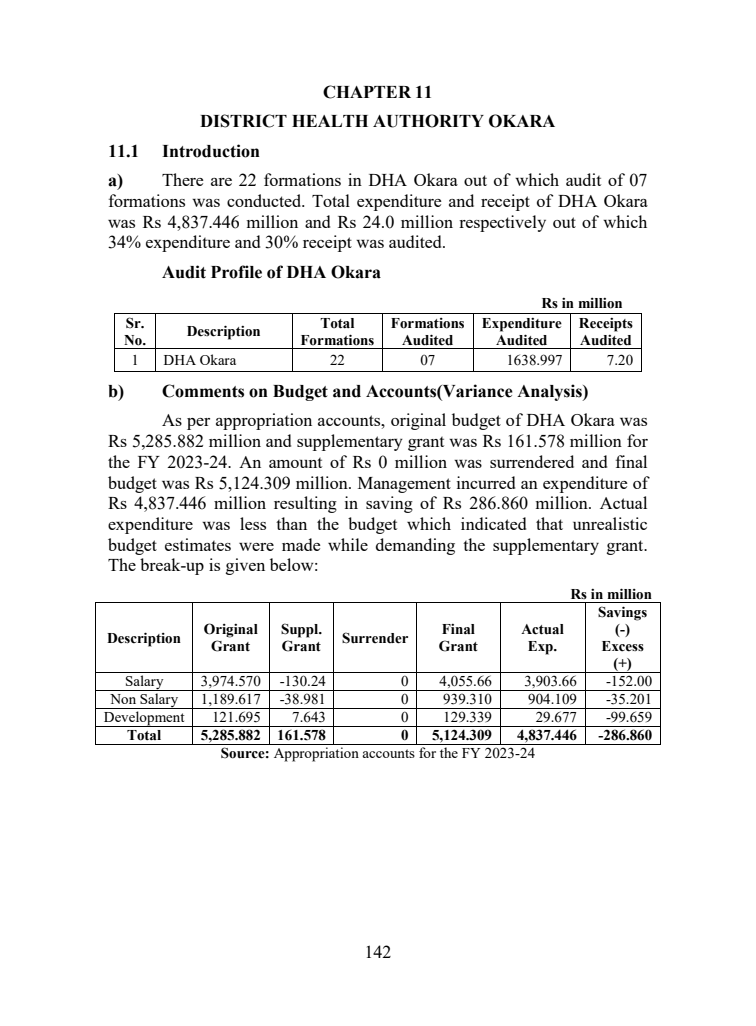 CHAPTER 11
DISTRICT HEALTH AUTHORITY OKARA
11.1 Introduction
a) There are 22 formations in DHA Okara out of which audit of 07
formations was conducted. Total expenditure and receipt of DHA Okara
was Rs 4,837.446 million and Rs 24.0 million respectively out of which
34% expenditure and 30% receipt was audited.
Audit Profile of DHA Okara
Rs in million
Sr. No. Description Total Formations Formations Audited Expenditure Audited Receipts Audited
1 DHA Okara 22 07 1638.997 7.20
b) Comments on Budget and Accounts(Variance Analysis)
As per appropriation accounts, original budget of DHA Okara was
Rs 5,285.882 million and supplementary grant was Rs 161.578 million for
the FY 2023-24. An amount of Rs 0 million was surrendered and final
budget was Rs 5,124.309 million. Management incurred an expenditure of
Rs 4,837.446 million resulting in saving of Rs 286.860 million. Actual
expenditure was less than the budget which indicated that unrealistic
budget estimates were made while demanding the supplementary grant.
The break-up is given below:
Rs in million
Description Original Grant Suppl. Grant Surrender Final Grant Actual Exp. Savings (-) Excess (+)
Salary 3,974.570 -130.24 0 4,055.66 3,903.66 -152.00
Non Salary 1,189.617 -38.981 0 939.310 904.109 -35.201
Development 121.695 7.643 0 129.339 29.677 -99.659
Total 5,285.882 161.578 0 5,124.309 4,837.446 -286.860
Source: Appropriation accounts for the FY 2023-24
142